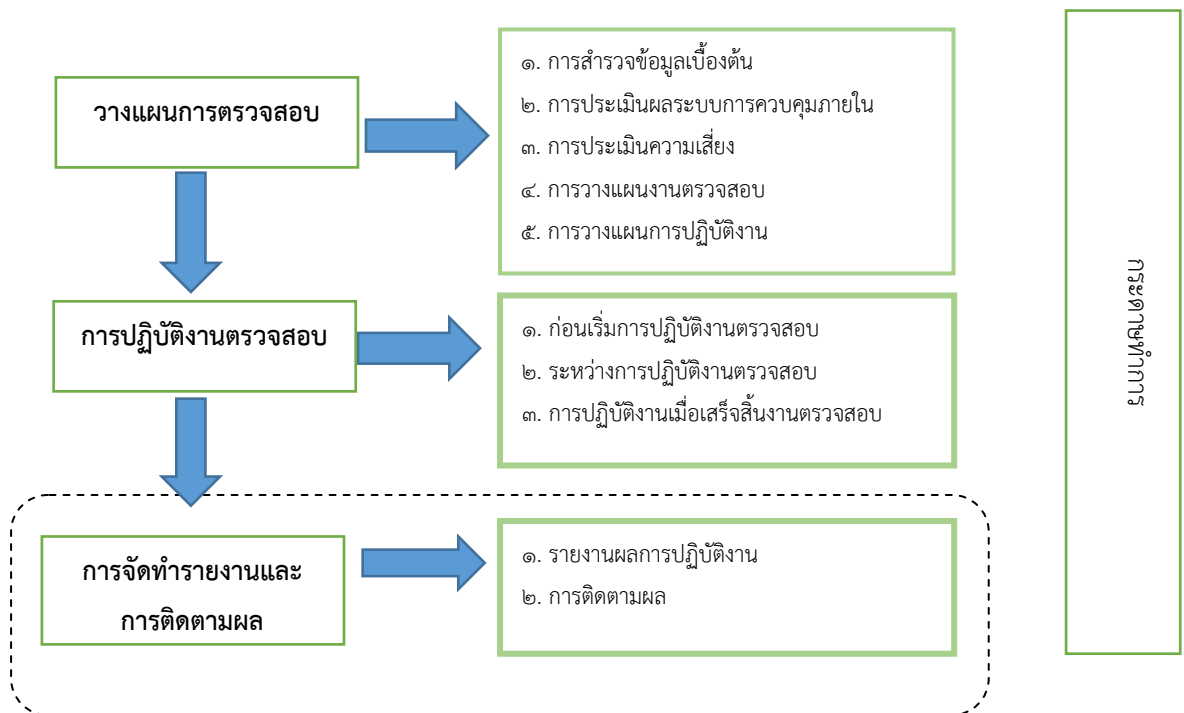 วางแผนการตรวจสอบ
๑. การสำรวจข้อมูลเบื้องต้น
๒. การประเมินผลระบบการควบคุมภายใน
๓. การประเมินความเสี่ยง
๔. การวางแผนงานตรวจสอบ
๕. การวางแผนการปฏิบัติงาน
การปฏิบัติงานตรวจสอบ
๑. ก่อนเริ่มการปฏิบัติงานตรวจสอบ
๒. ระหว่างการปฏิบัติงานตรวจสอบ
๓. การปฏิบัติงานเมื่อเสร็จสิ้นงานตรวจสอบ
การจัดทำรายงานและ
การติดตามผล
๑. รายงานผลการปฏิบัติงาน
๒. การติดตามผล
กระดาษทำการ